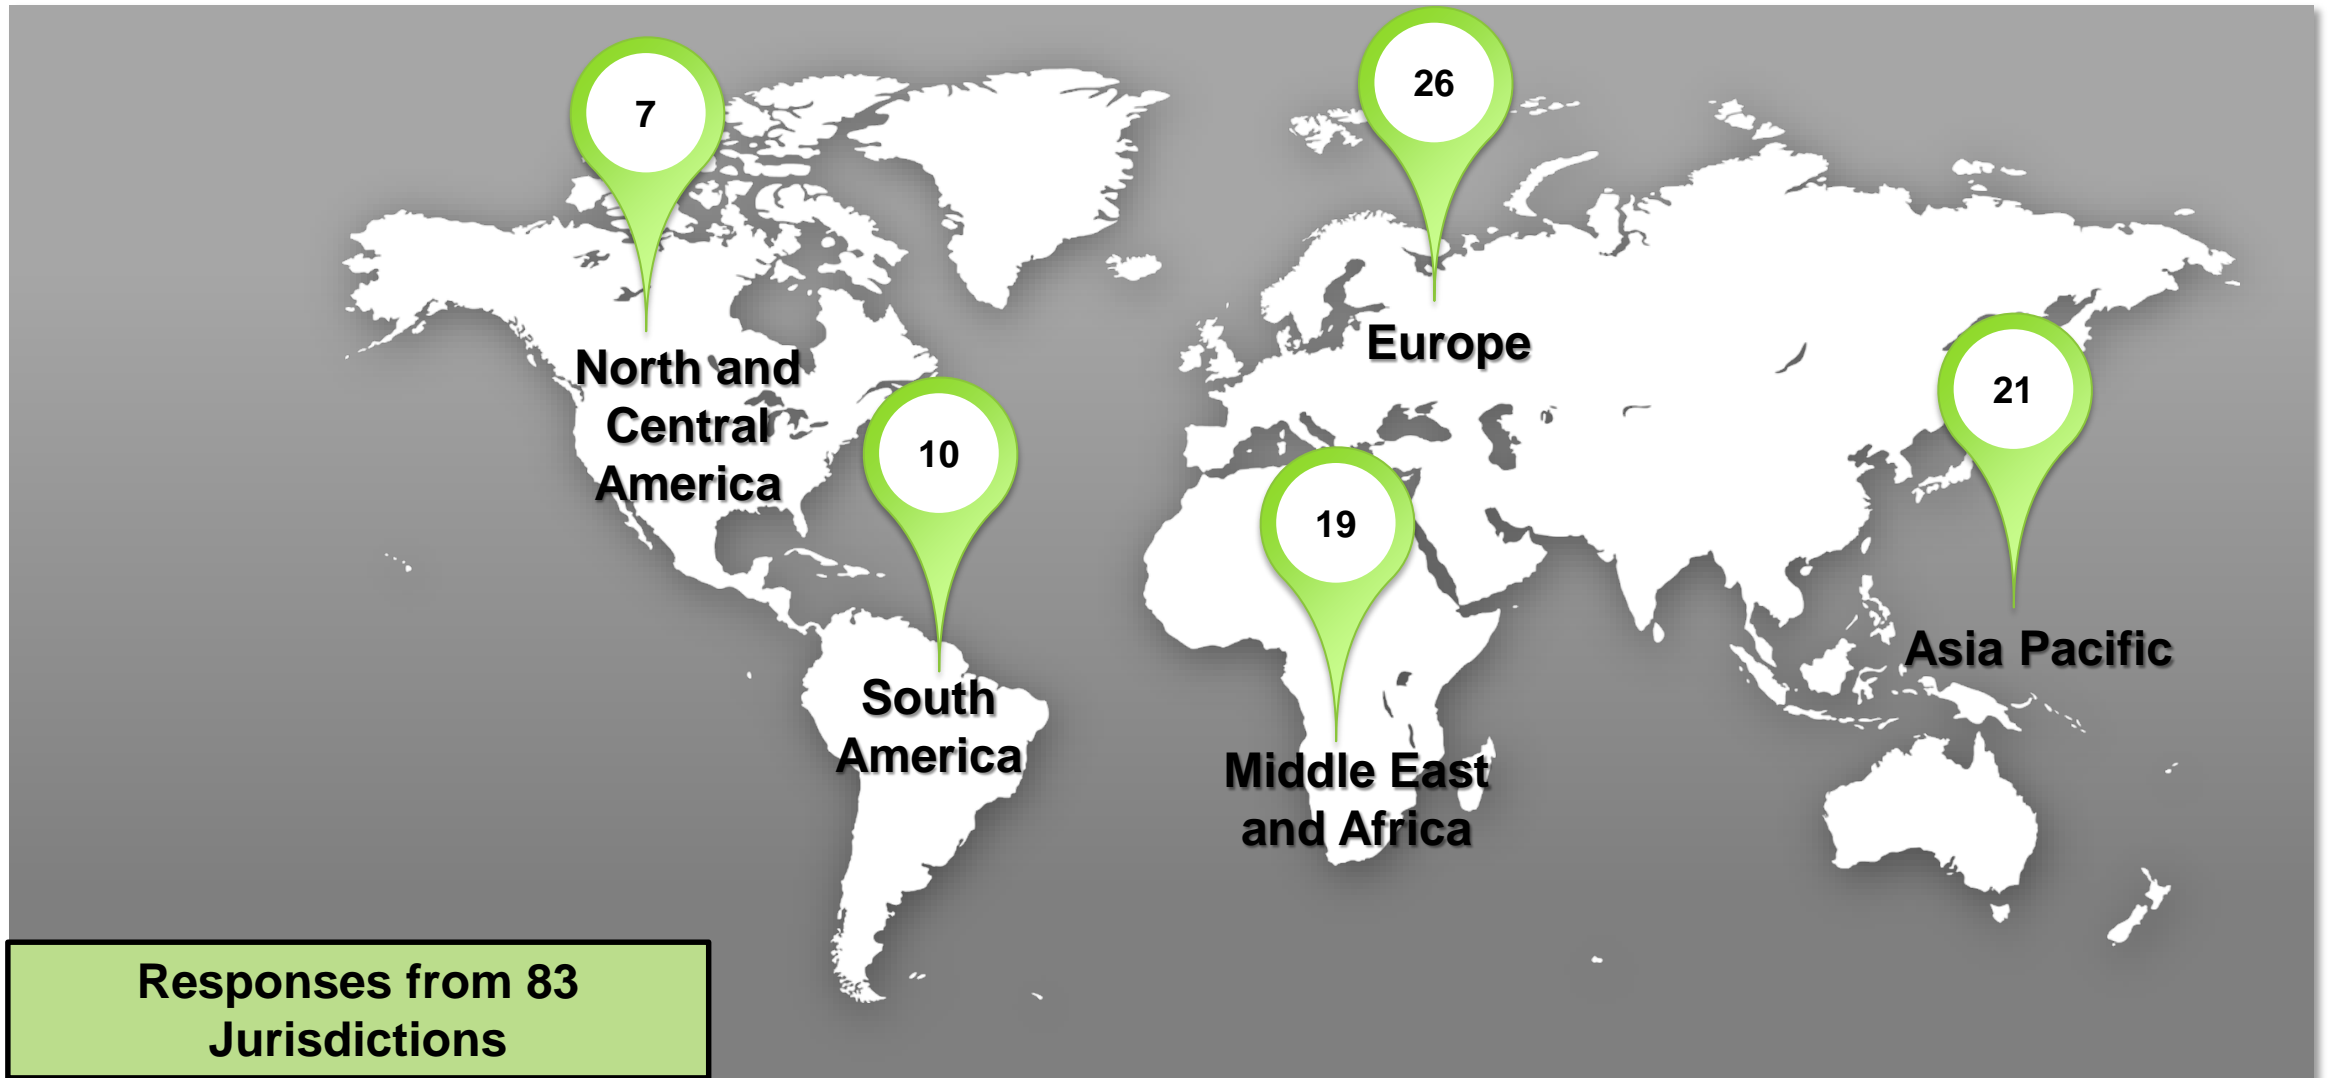 7
North and
Central
America
10
South
America
26
Europe
19
Middle East
and Africa
21
Asia Pacific
Responses from 83
Jurisdictions